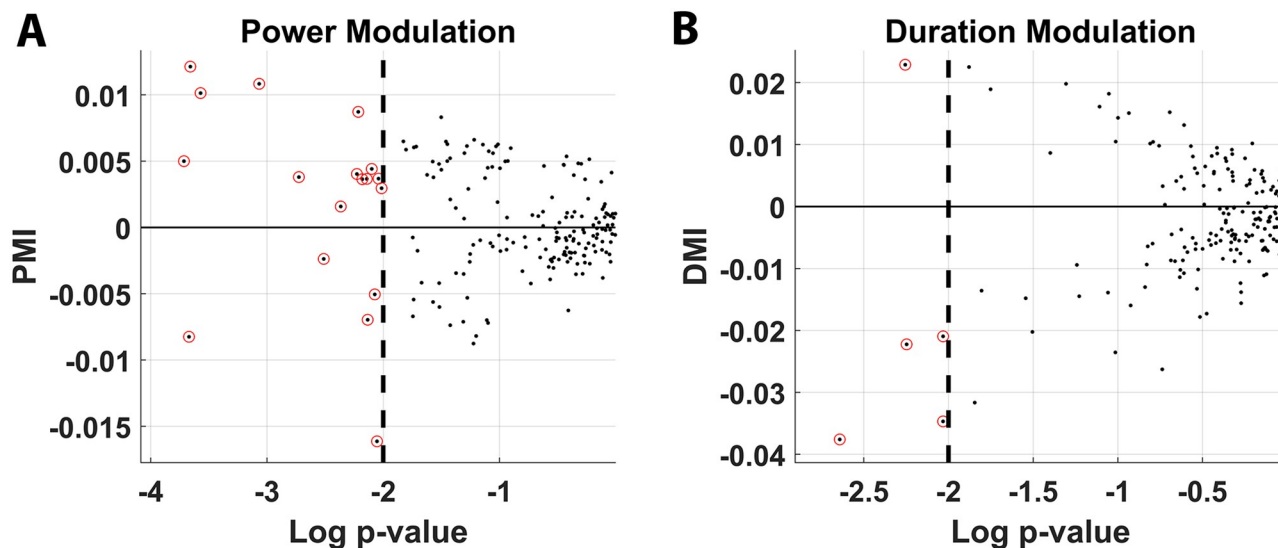 A
Power Modulation
PMI
0.01
0.005
0
-0.005
-0.01
-0.015
-4 -3 -2 -1
Log p-value
B
Duration Modulation
DMI
0.02
0.01
0
-0.01
-0.02
-0.03
-0.04
-2.5 -2 -1.5 -1 -0.5
Log p-value